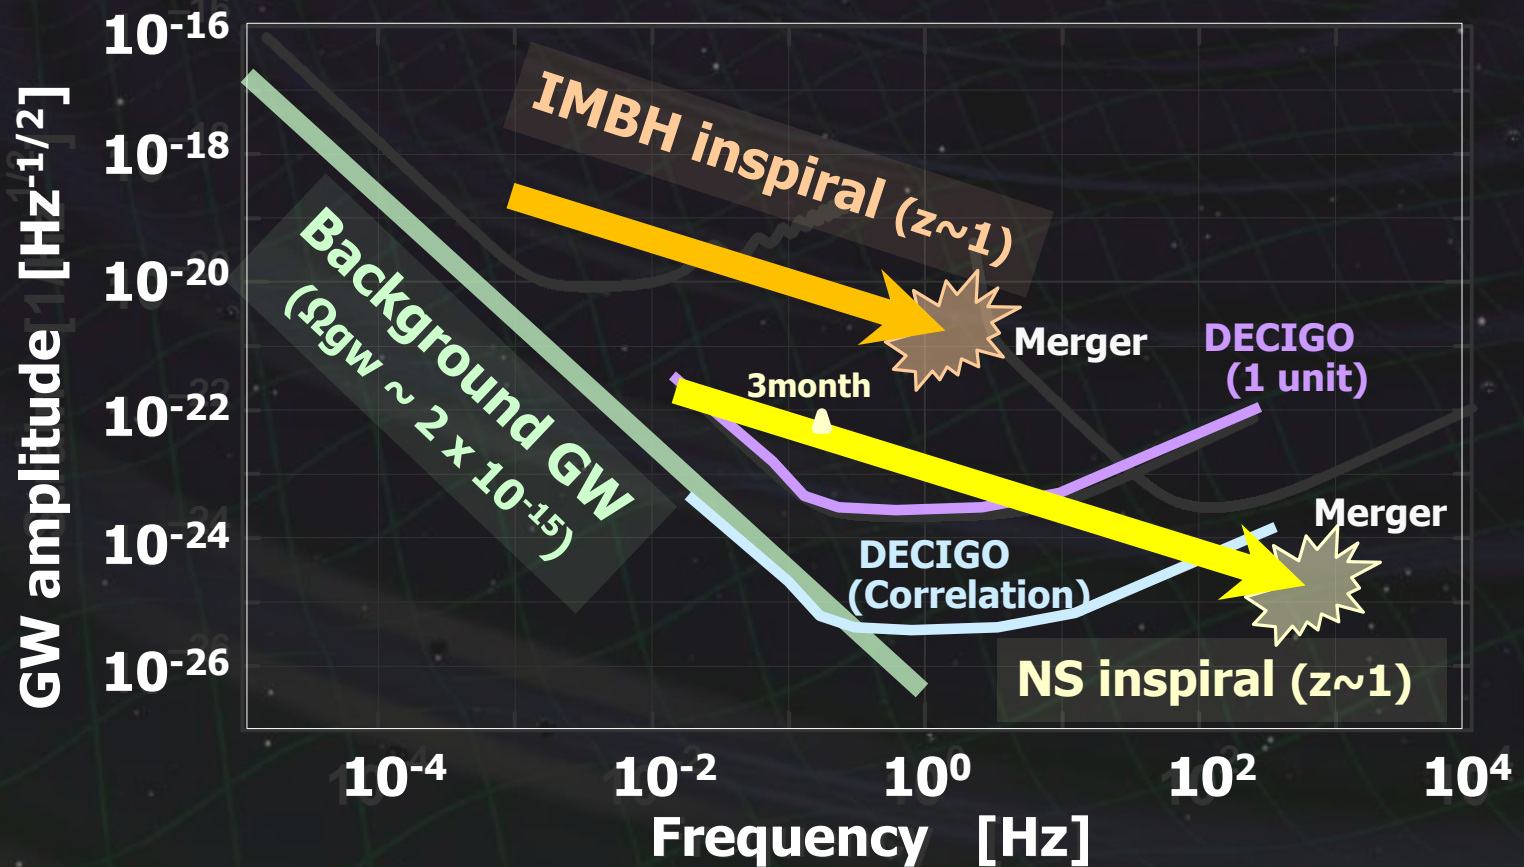 10-16
10-18
10-20
10-22
10-24
10-26
GW amplitude [Hz-1/2]
IMBH inspiral (z~1)
Background GW
(Ωgw ~ 2 x 10-15)
Merger
3month
DECIGO
(1 unit)
DECIGO
(Correlation)
Merger
NS inspiral (z~1)
10-4
10-2
100
102
104
Frequency [Hz]